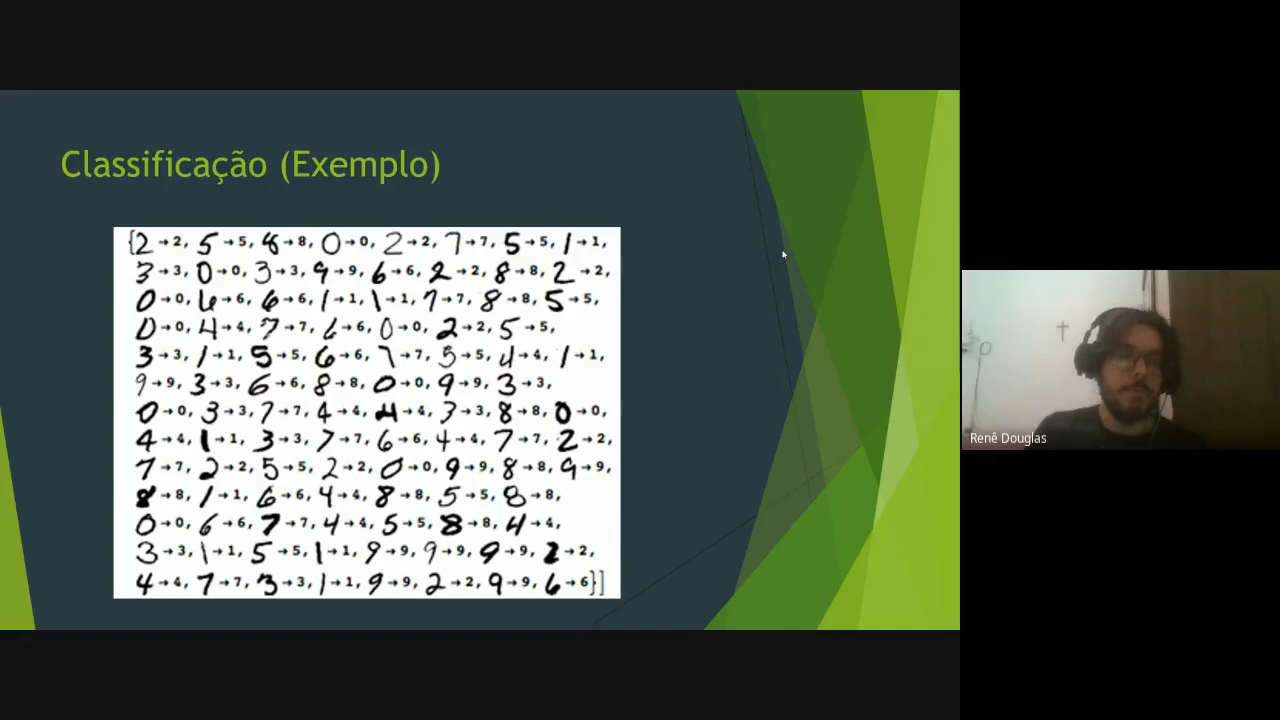 Classificação (Exemplo)
{2→2, 5→5, 8→8, 0→0, 2→2, 7→7, 5→5, 1→1,
3→3, 0→0, 3→3, 9→9, 6→6, 2→2, 8→8, 2→2,
0→0, 6→6, 6→6, 1→1, 1→1, 7→7, 8→8, 5→5,
0→0, 4→4, 7→7, 6→6, 0→0, 2→2, 5→5,
3→3, 1→1, 5→5, 6→6, 7→7, 5→5, 4→4, 1→1,
9→9, 3→3, 6→6, 8→8, 0→0, 9→9, 3→3,
0→0, 3→3, 7→7, 4→4, 4→4, 3→3, 8→8, 0→0,
4→4, 1→1, 3→3, 7→7, 6→6, 4→4, 7→7, 2→2,
7→7, 2→2, 5→5, 2→2, 0→0, 9→9, 8→8, 9→9,
8→8, 1→1, 6→6, 4→4, 8→8, 5→5, 8→8,
0→0, 6→6, 7→7, 4→4, 5→5, 8→8, 4→4,
3→3, 1→1, 5→5, 1→1, 9→9, 9→9, 9→9, 2→2,
4→4, 7→7, 3→3, 1→1, 9→9, 2→2, 9→9, 6→6}]
Renê Douglas